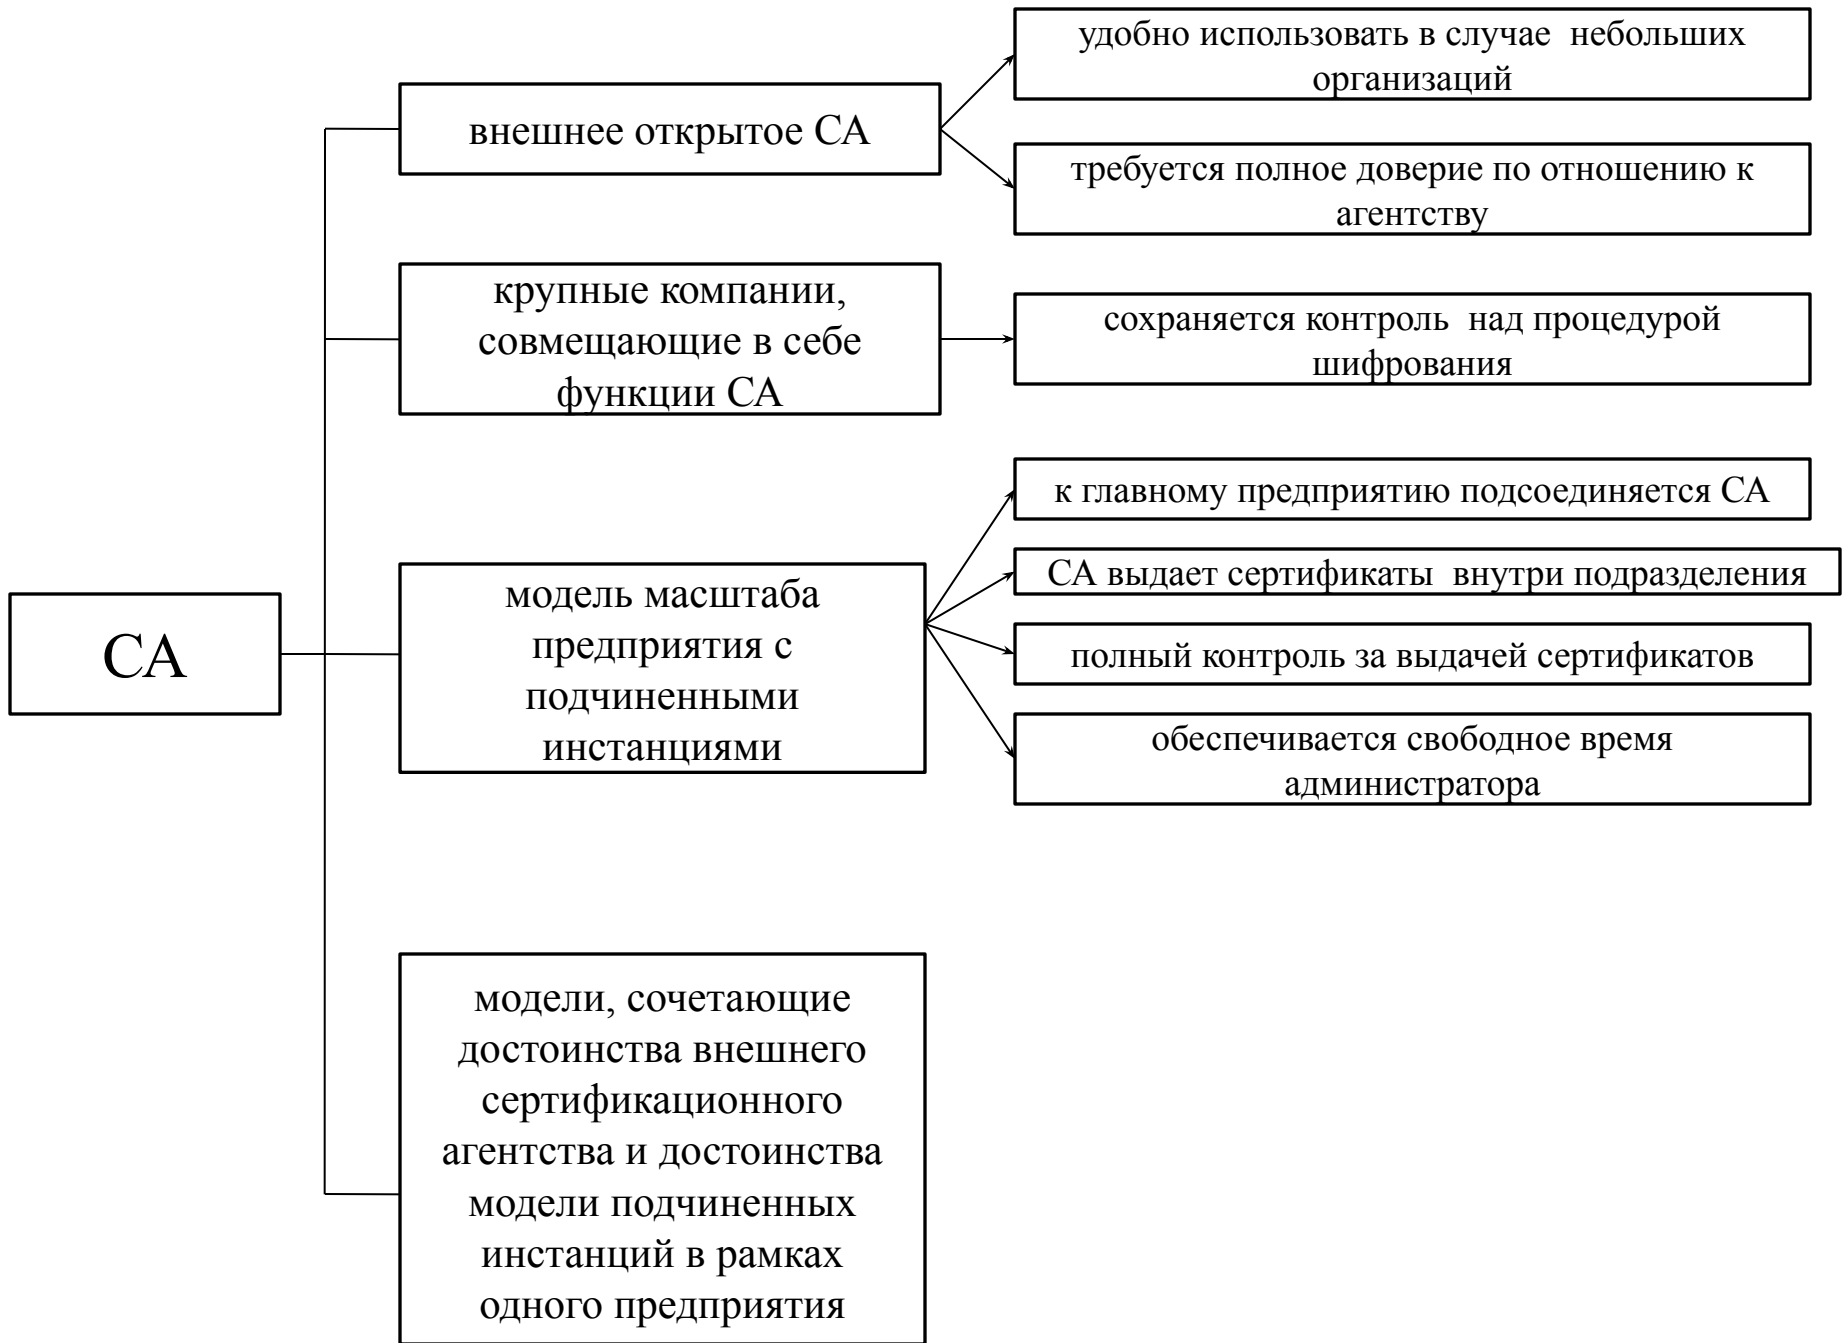 удобно использовать в случае  небольших
организаций
внешнее открытое СА
требуется полное доверие по отношению к
агентству
крупные компании,
совмещающие в себе
функции СА
сохраняется контроль  над процедурой
шифрования
к главному предприятию подсоединяется СА
СА выдает сертификаты  внутри подразделения
СА
модель масштаба
предприятия с
подчиненными
инстанциями
полный контроль за выдачей сертификатов
обеспечивается свободное время
администратора
модели, сочетающие
достоинства внешнего
сертификационного
агентства и достоинства
модели подчиненных
инстанций в рамках
одного предприятия